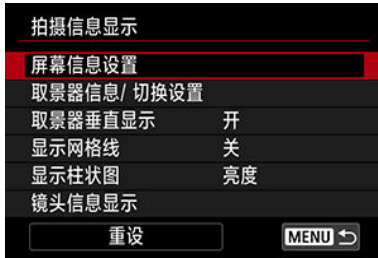 拍摄信息显示
屏幕信息设置
取景器信息/ 切换设置
取景器垂直显示 开
显示网格线 关
显示柱状图 亮度
镜头信息显示
重设 MENU